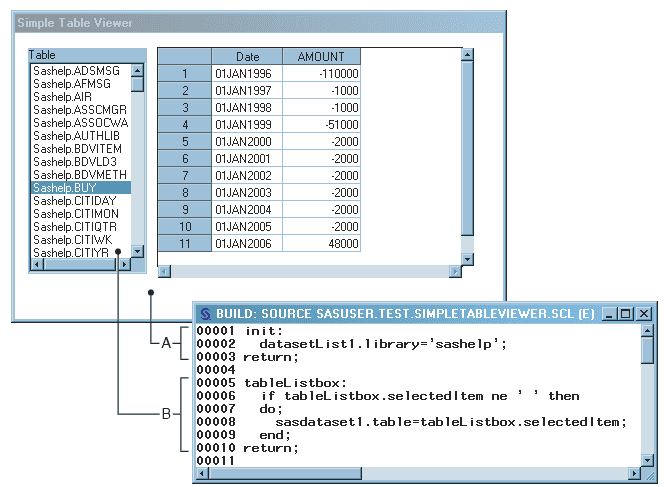 Simple Table Viewer
Table
Sashelp.ADSMSG
Sashelp.AFMSG
Sashelp.AIR
Sashelp.ASSCMGR
Sashelp.ASSOCWA
Sashelp.AUTHLIB
Sashelp.BDVITEM
Sashelp.BDVLD3
Sashelp.BDVMETH
Sashelp.BUY
Sashelp.CITIDAY
Sashelp.CITIMON
Sashelp.CITIQTR
Sashelp.CITIWK
Sashelp.CITIYR
Date AMOUNT
1 01JAN1996 -110000
2 01JAN1997 -1000
3 01JAN1998 -1000
4 01JAN1999 -51000
5 01JAN2000 -2000
6 01JAN2001 -2000
7 01JAN2002 -2000
8 01JAN2003 -2000
9 01JAN2004 -2000
10 01JAN2005 -2000
11 01JAN2006 48000
A
B
BUILD: SOURCE SASUSER.TEST.SIMPLETABLEVIEWER.SCL (E)
00001 init:
00002 datasetList1.library='sashelp';
00003 return;
00004
00005 tableListbox:
00006 if tableListbox.selectedItem ne ' ' then
00007 do;
00008 sasdataset1.table=tableListbox.selectedItem;
00009 end;
00010 return;
00011